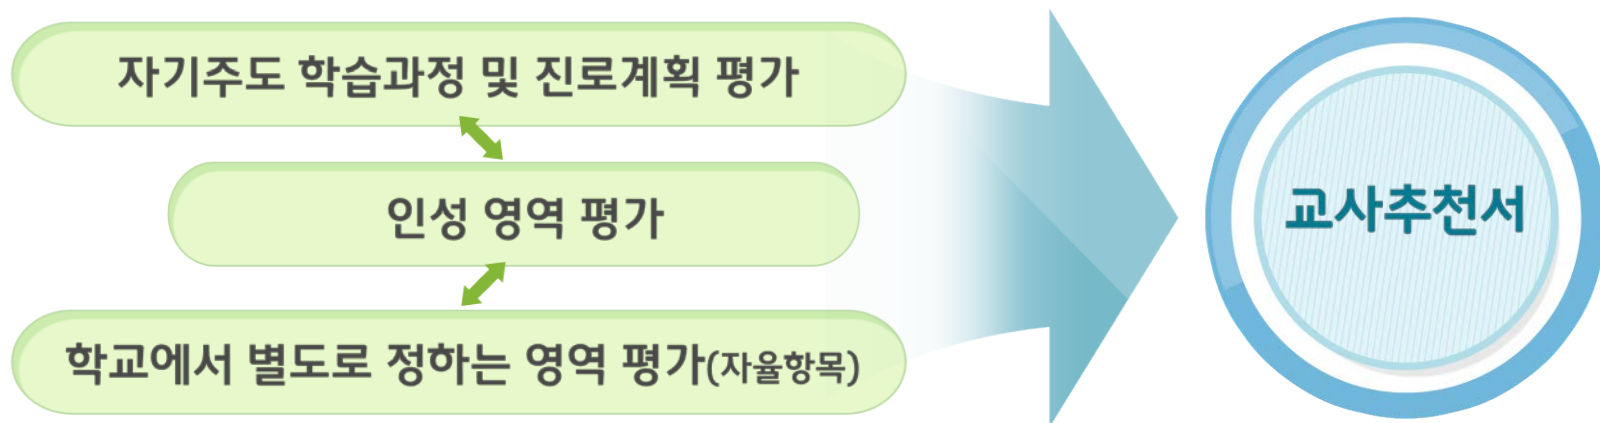 자기주도 학습과정 및 진로계획 평가
인성 영역 평가
학교에서 별도로 정하는 영역 평가(자율항목)
교사추천서